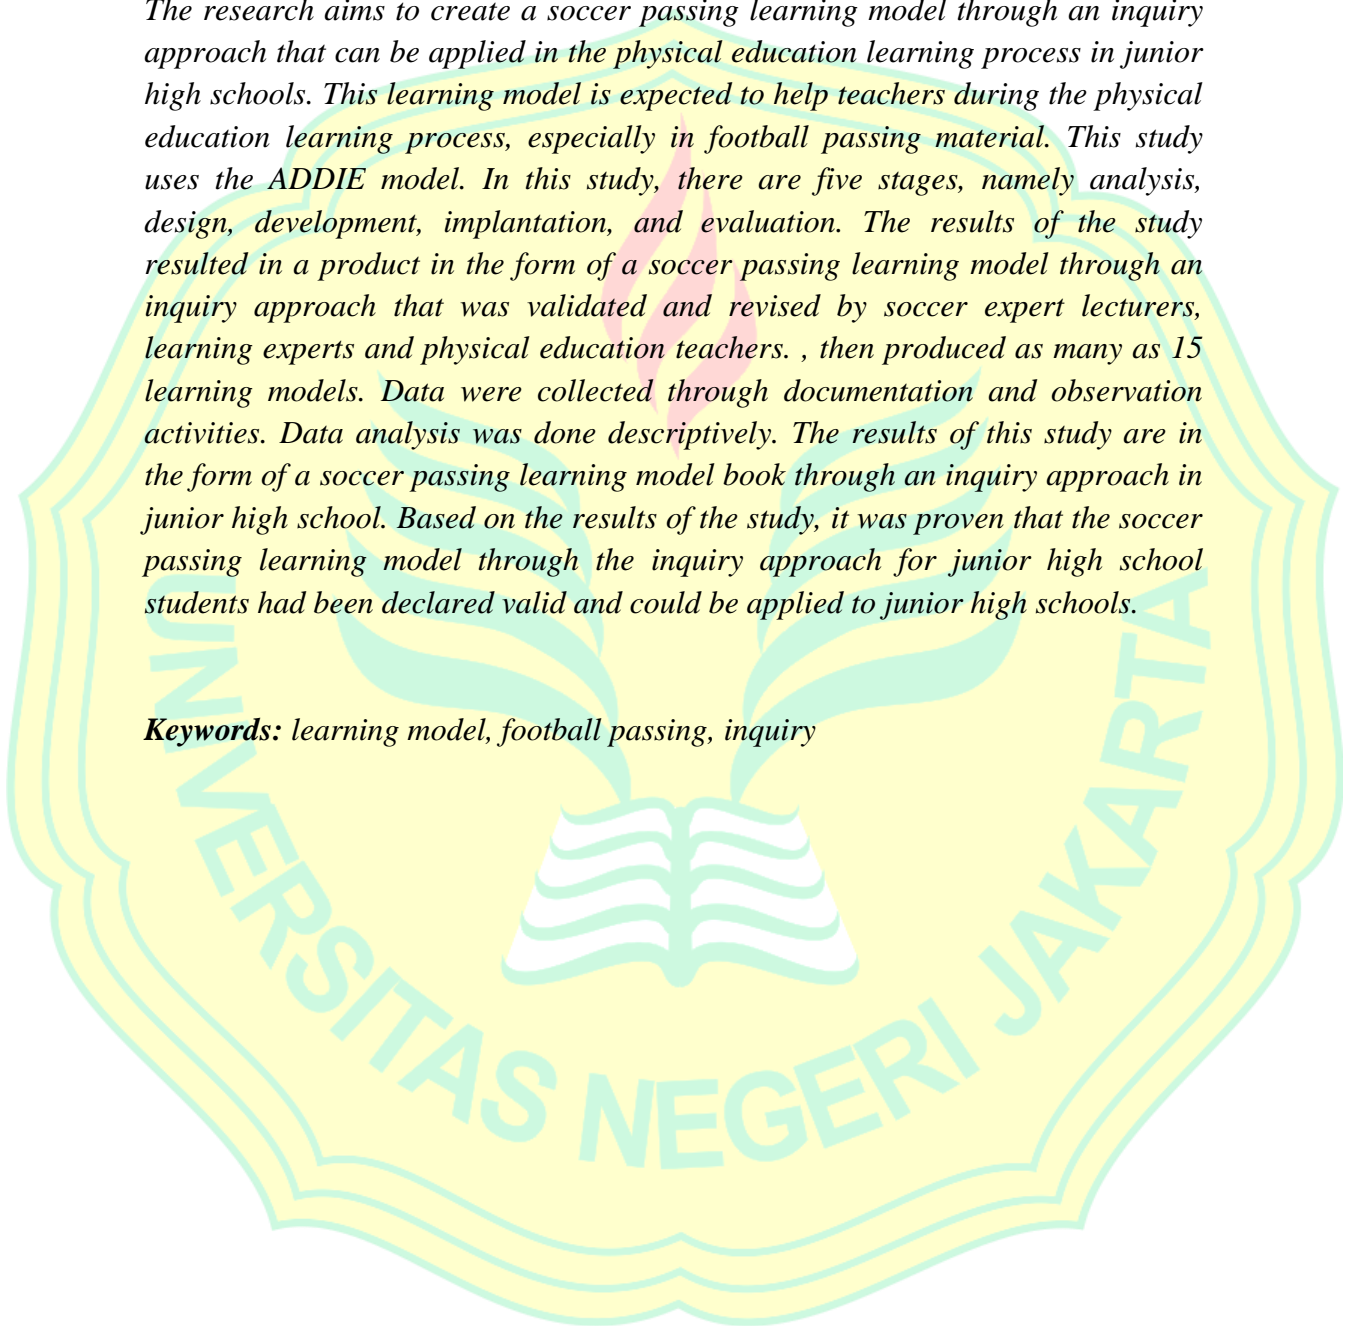 The research aims to create a soccer passing learning model through an inquiry
approach that can be applied in the physical education learning process in junior
high schools. This learning model is expected to help teachers during the physical
education learning process, especially in football passing material. This study
uses the ADDIE model. In this study, there are five stages, namely analysis,
design, development, implantation, and evaluation. The results of the study
resulted in a product in the form of a soccer passing learning model through an
inquiry approach that was validated and revised by soccer expert lecturers,
learning experts and physical education teachers. , then produced as many as 15
learning models. Data were collected through documentation and observation
activities. Data analysis was done descriptively. The results of this study are in
the form of a soccer passing learning model book through an inquiry approach in
junior high school. Based on the results of the study, it was proven that the soccer
passing learning model through the inquiry approach for junior high school
students had been declared valid and could be applied to junior high schools.
Keywords: learning model, football passing, inquiry
UNIVERSITAS NEGERI JAKARTA